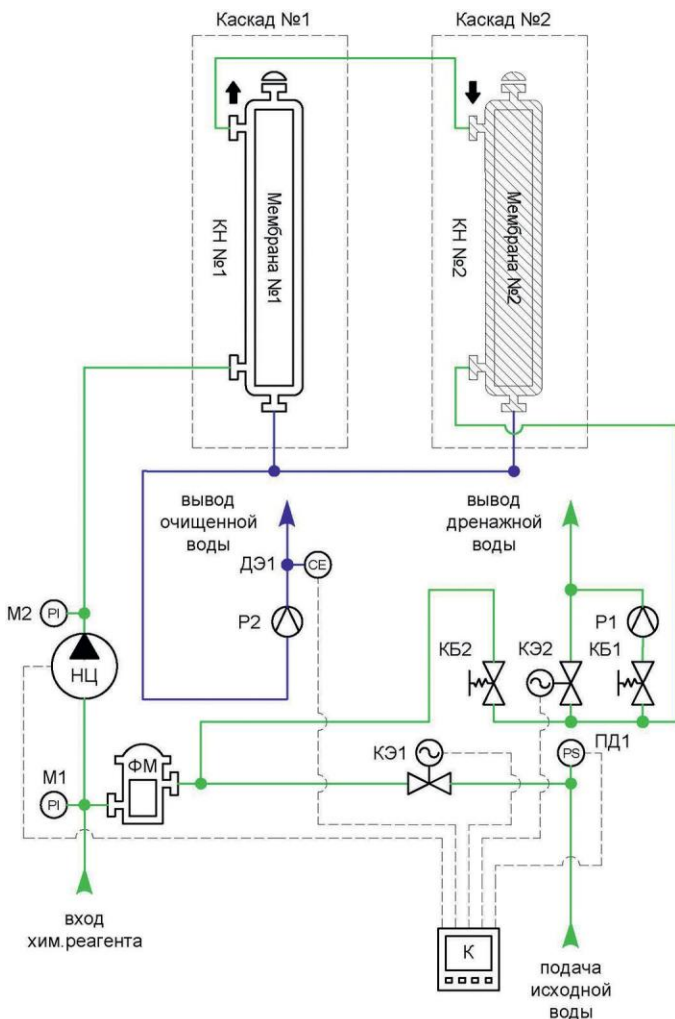 Каскад №1
Каскад №2
КН №1
Мембрана №1
КН №2
Мембрана №2
вывод
очищенной
воды
вывод
дренажной
воды
ДЭ1
CE
М2
PI
Р2
Р1
НЦ
КБ2
КЭ2
КБ1
КЭ1
PS
ПД1
ФМ
М1
PI
вход
хим.реагента
К
подача
исходной
воды